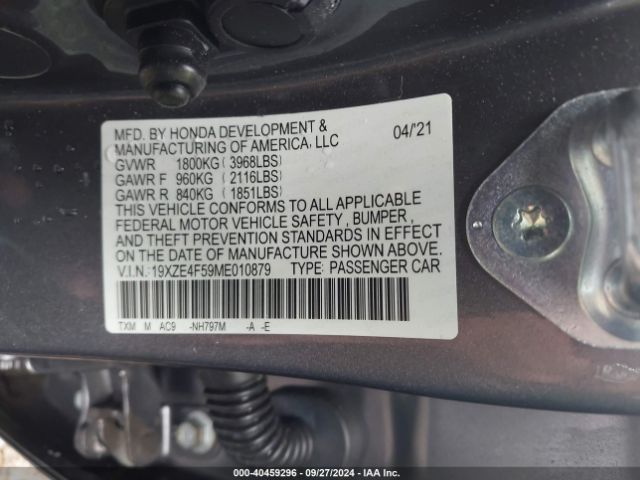 MFD. BY HONDA DEVELOPMENT & 04/'21
MANUFACTURING OF AMERICA, LLC
GVWR 1800KG ( 3968LBS)
GAWR F 960KG ( 2116LBS)
GAWR R 840KG ( 1851LBS)
THIS VEHICLE CONFORMS TO ALL APPLICABLE
FEDERAL MOTOR VEHICLE SAFETY , BUMPER ,
AND THEFT PREVENTION STANDARDS IN EFFECT
ON THE DATE OF MANUFACTURE SHOWN ABOVE.
V.I.N.:19XZE4F59ME010879 TYPE: PASSENGER CAR
TXM M AC9 -NH797M -A -E
000-40459296 - 09/27/2024 - IAA Inc.